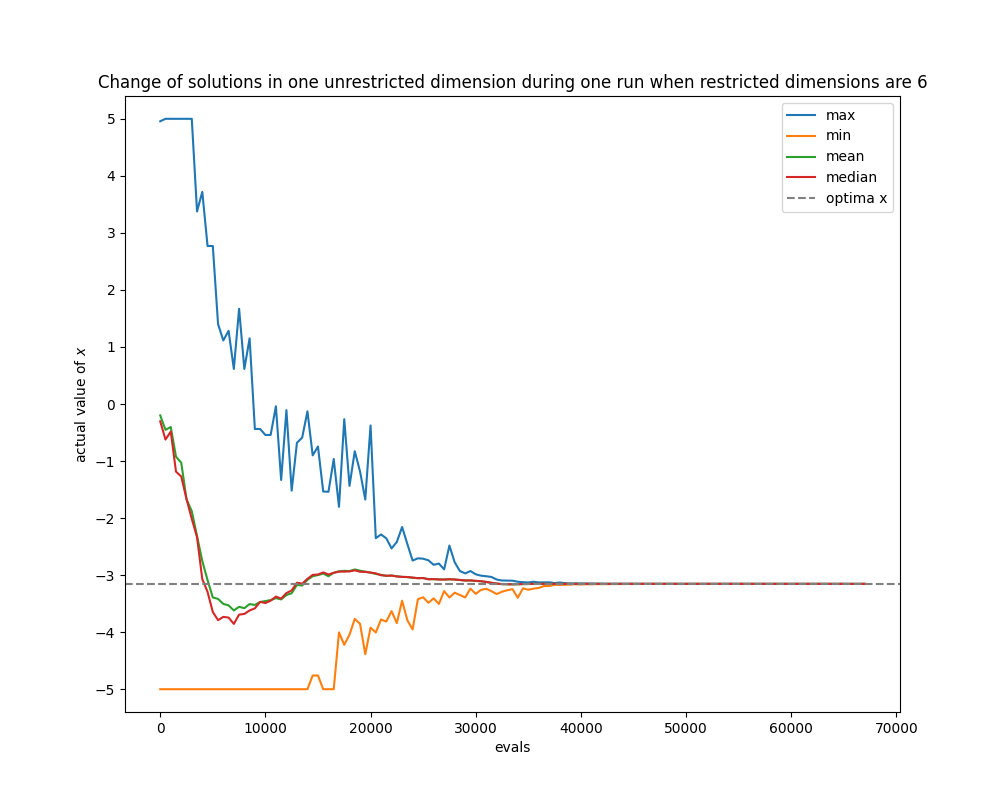 Change of solutions in one unrestricted dimension during one run when restricted dimensions are 6
max
min
mean
median
optima x
5
4
3
2
1
0
−1
−2
−3
−4
−5
actual value of x
0 10000 20000 30000 40000 50000 60000 70000
evals